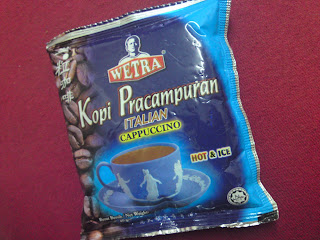 WETRA
Kopi Pracampuran
ITALIAN
CAPPUCCINO
HOT & ICE